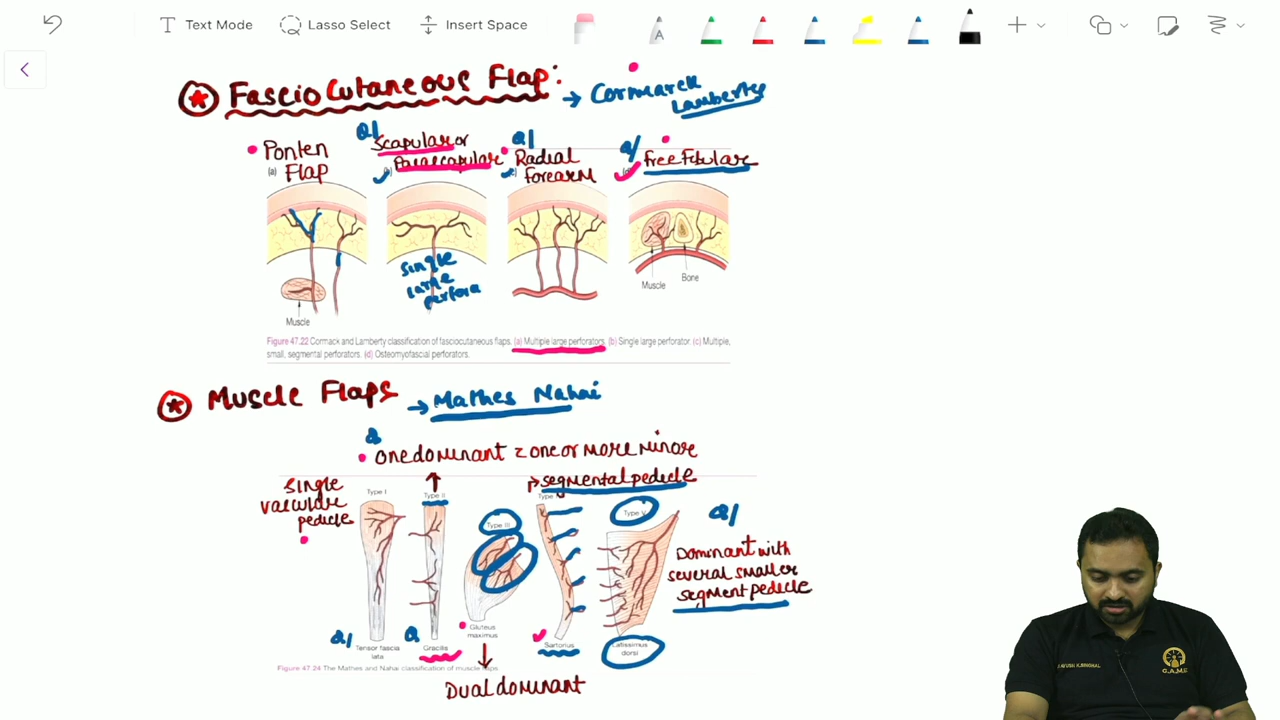 Text Mode
Lasso Select
Insert Space
A
FascioCutaneous Flap:
→ Cormarck
Lamberty
Ponten
Flap
Q/
Scapular or
Parascapular
Q/
Radial
Forearm
Q/
Free Fibular
(a)
single
large
perfora
Muscle
Muscle
Bone
Figure 47.22 Cormack and Lamberty classification of fasciocutaneous flaps. (a) Multiple large perforators. (b) Single large perforator. (c) Multiple,
small, segmental perforators. (d) Osteomyofascial perforators.
Muscle Flaps
→ Mathes Nahai
Q
one dominant c one or more minor
segmental pedicle
single
vascular
pedicle
Type I
Type II
Type III
Type
Type V
Q/
Dominant with
several smaller
segment pedicle
Q/
Tensor fascia
lata
Q
Gracilis
Gluteus
maximus
Sartorius
Latissimus
dorsi
Figure 47.24 The Mathes and Nahai classification of muscle flaps.
Dual dominant
G.A.M.E